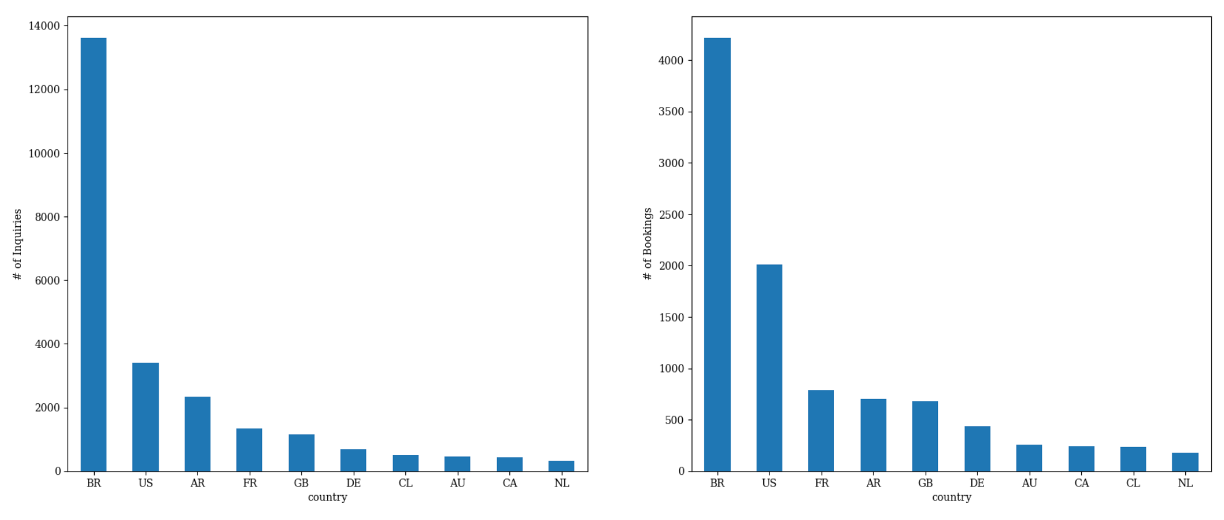 14000
12000
10000
8000
6000
4000
2000
0
# of Inquiries
BR US AR FR GB DE CL AU CA NL
country
4000
3500
3000
2500
2000
1500
1000
500
0
# of Bookings
BR US FR AR GB DE AU CA CL NL
country